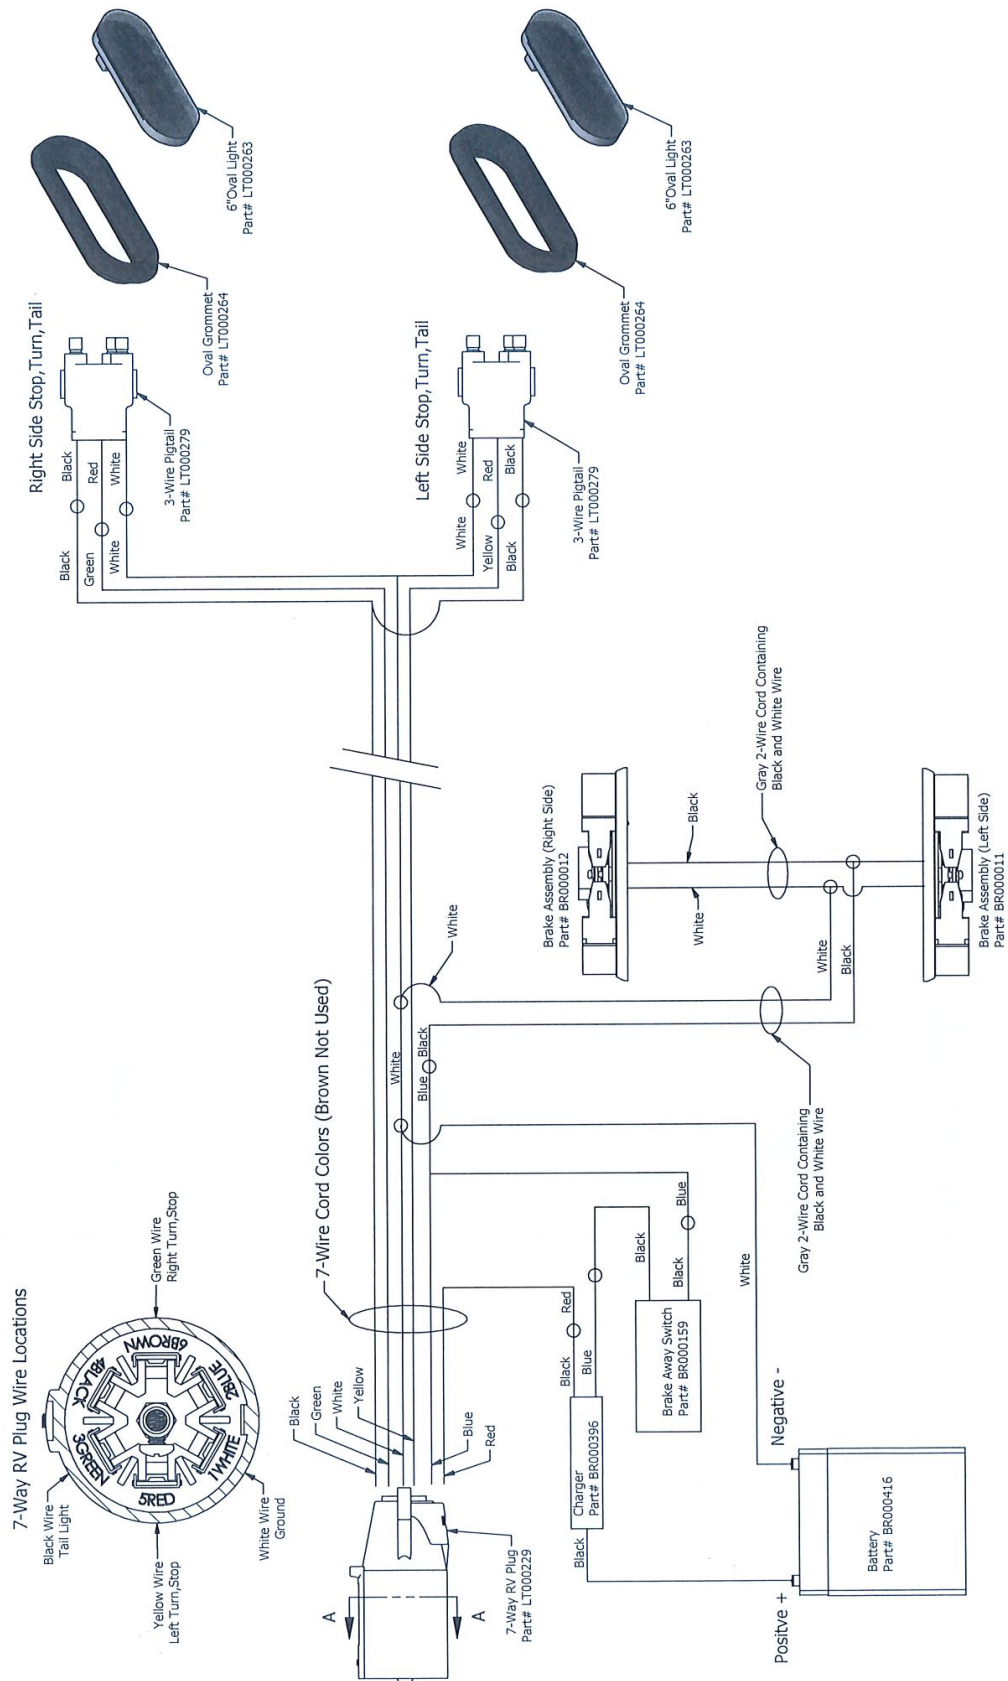 7-Way RV Plug Wire Locations
Black Wire
Tail Light
Yellow Wire
Left Turn,Stop
White Wire
Ground
Green Wire
Right Turn,Stop
1WHITE
2BLUE
3GREEN
4BLACK
5RED
6BROWN
7-Wire Cord Colors (Brown Not Used)
Black
Green
White
Yellow
Blue
Red
A
A
7-Way RV Plug
Part# LT000229
Right Side Stop,Turn,Tail
Black
Green
White
Black
Red
White
3-Wire Pigtail
Part# LT000279
Oval Grommet
Part# LT000264
6"Oval Light
Part# LT000263
Left Side Stop,Turn,Tail
White
Yellow
Black
White
Red
Black
3-Wire Pigtail
Part# LT000279
Oval Grommet
Part# LT000264
6"Oval Light
Part# LT000263
White
White
Blue
Black
Black
Red
Blue
Black
Black
Blue
Charger
Part# BR000396
Black
Brake Away Switch
Part# BR000159
White
Positve +
Negative -
Battery
Part# BR000416
Gray 2-Wire Cord Containing
Black and White Wire
White
Black
Brake Assembly (Right Side)
Part# BR000012
White
Black
Gray 2-Wire Cord Containing
Black and White Wire
Brake Assembly (Left Side)
Part# BR000011